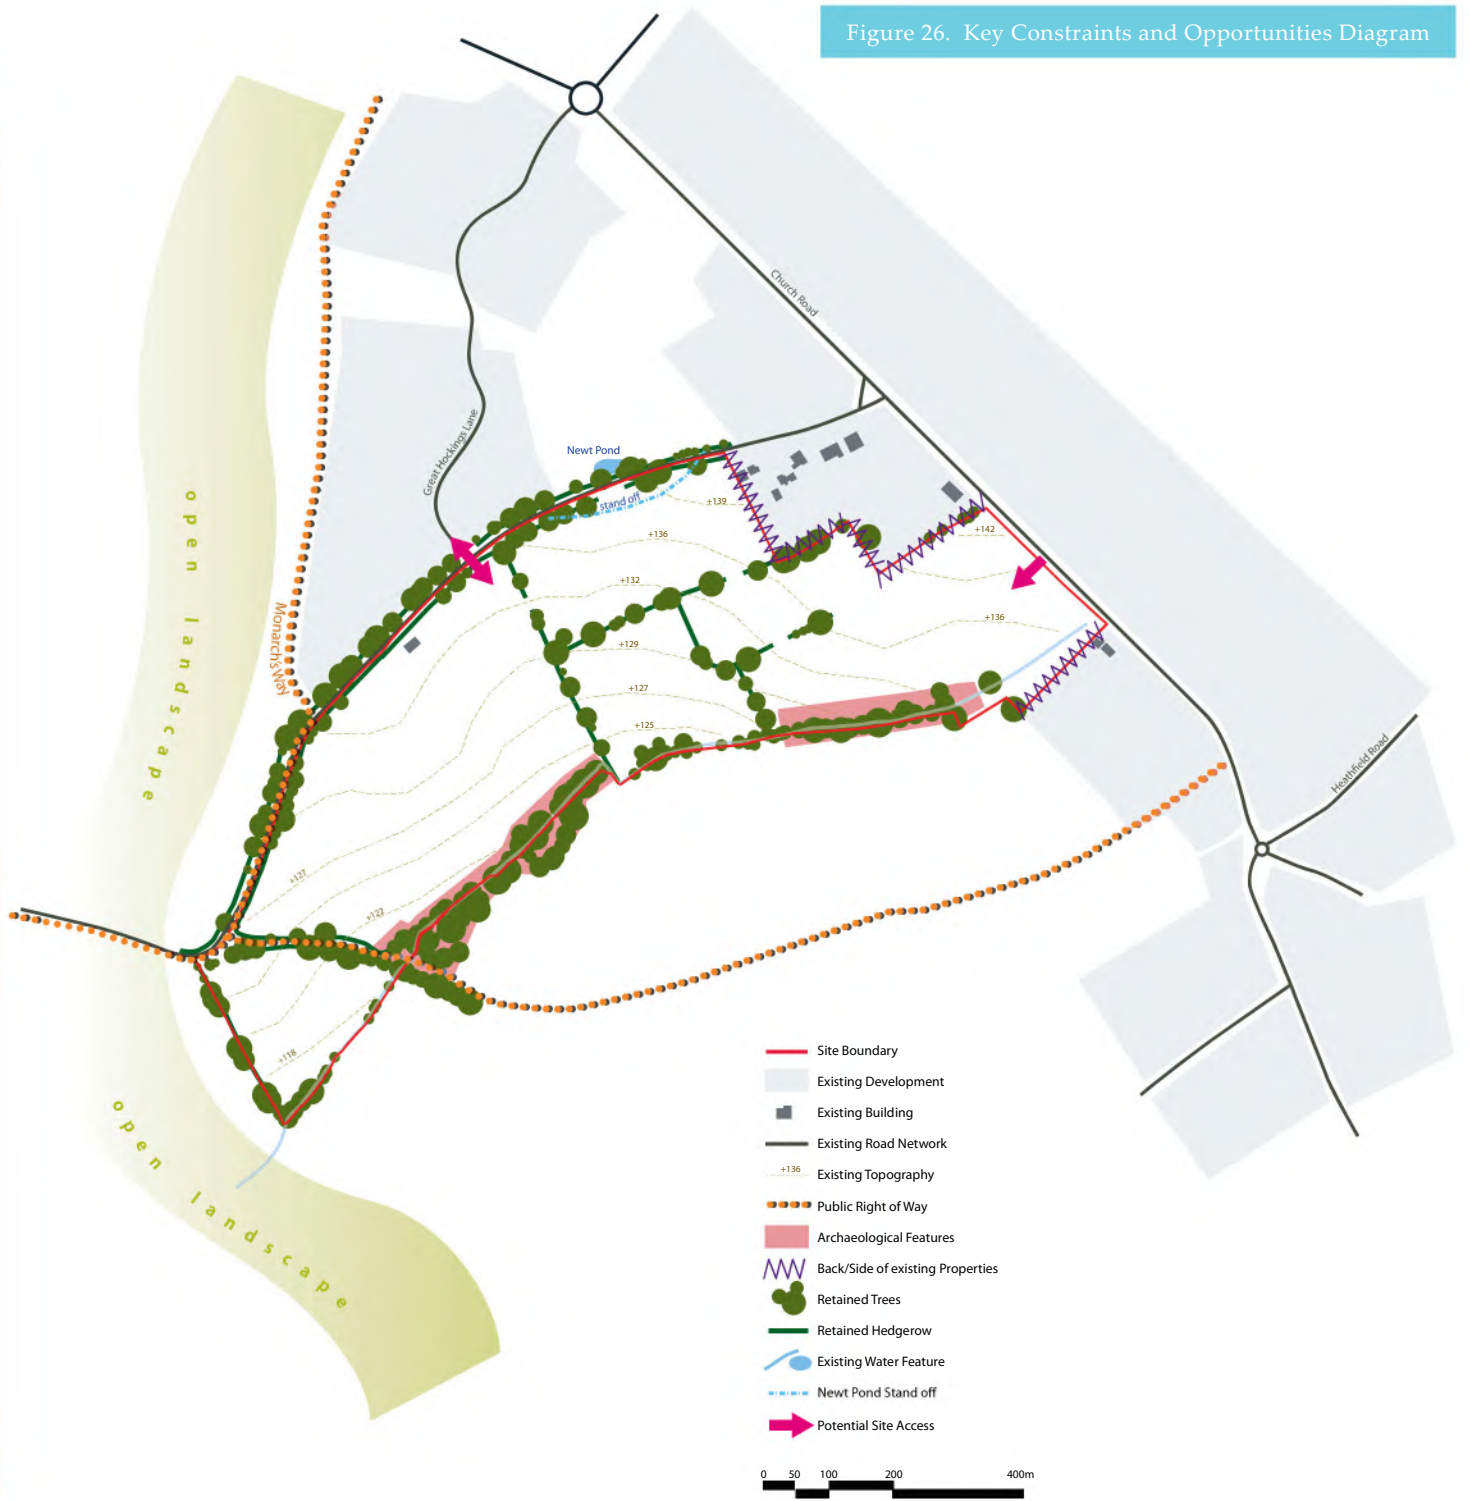 Figure 26. Key Constraints and Opportunities Diagram
Church Road
Great Hockings Lane
Newt Pond
stand off
+139
+142
+136
+132
+136
+129
+127
+125
open landscape
Monarch's Way
Heathfield Road
+127
+122
+118
open landscape
Site Boundary
Existing Development
Existing Building
Existing Road Network
+136
Existing Topography
Public Right of Way
Archaeological Features
Back/Side of existing Properties
Retained Trees
Retained Hedgerow
Existing Water Feature
Newt Pond Stand off
Potential Site Access
0 50 100 200 400m